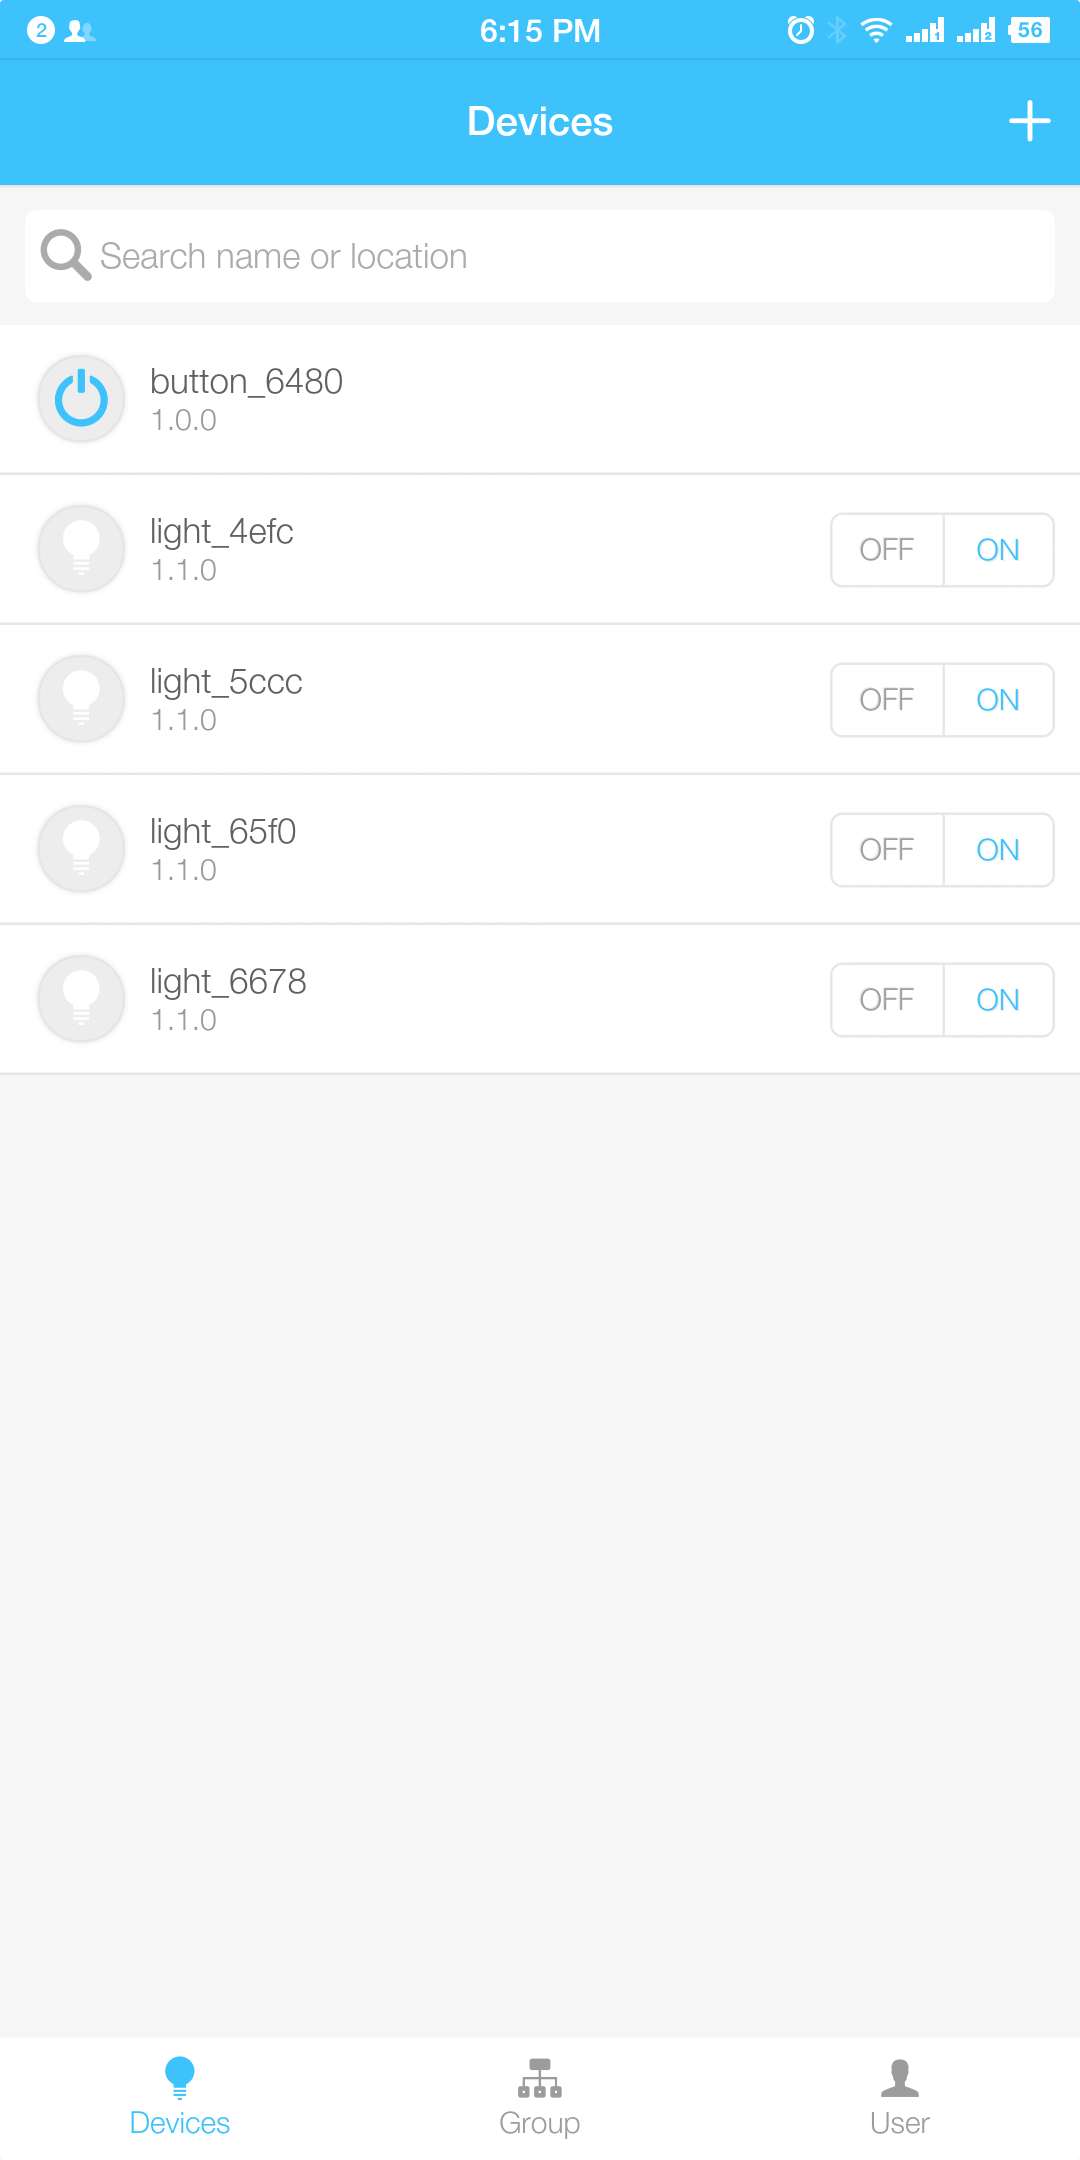 2 6:15 PM 1 2 56
Devices
Search name or location
button_6480
1.0.0
light_4efc
1.1.0
OFF ON
light_5ccc
1.1.0
OFF ON
light_65f0
1.1.0
OFF ON
light_6678
1.1.0
OFF ON
Devices Group User